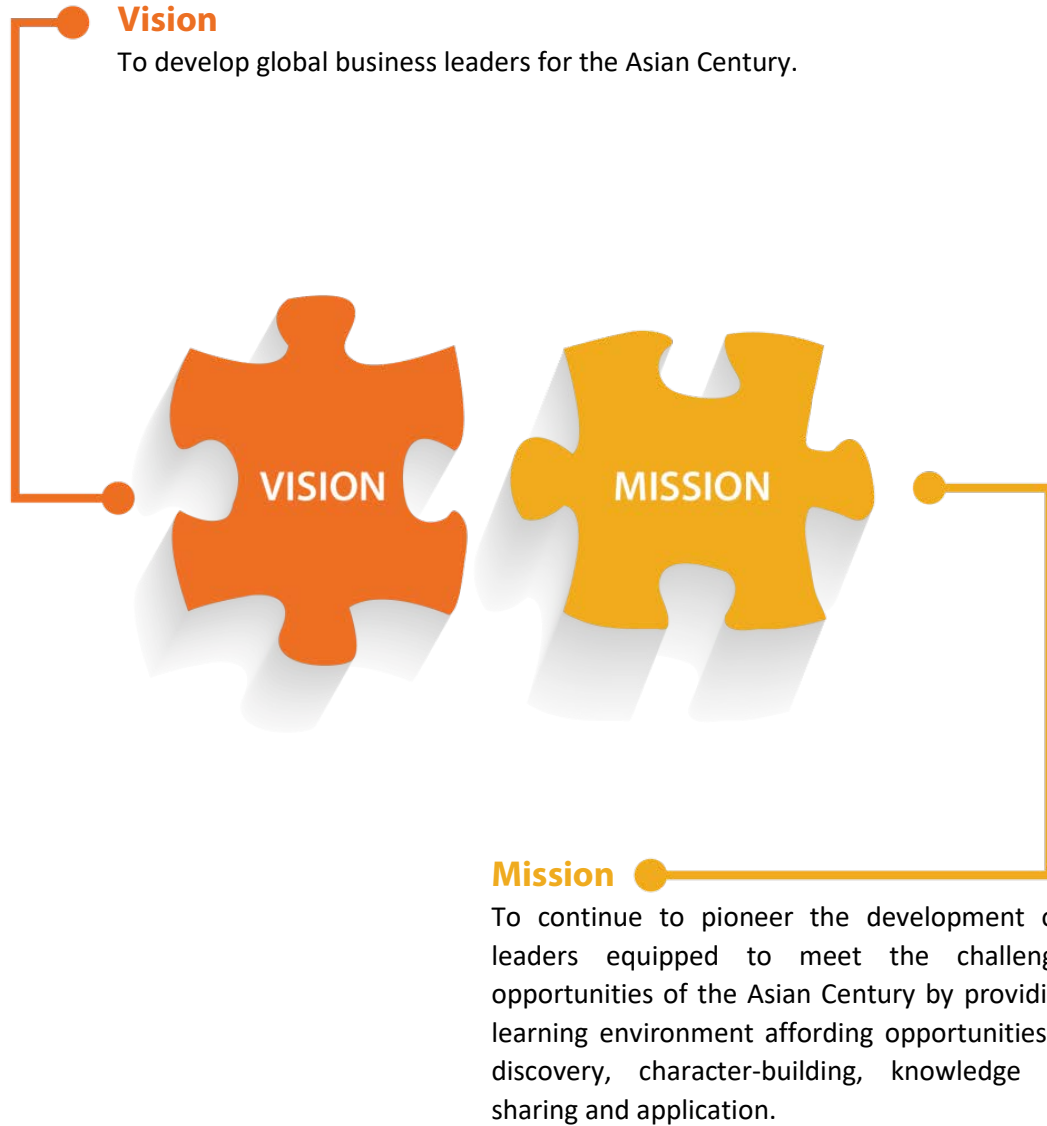 Vision
To develop global business leaders for the Asian Century.
VISION
MISSION
Mission
To continue to pioneer the development
leaders equipped to meet the
opportunities of the Asian Century by
learning environment affording opportunities
discovery, character-building, knowledge
sharing and application.